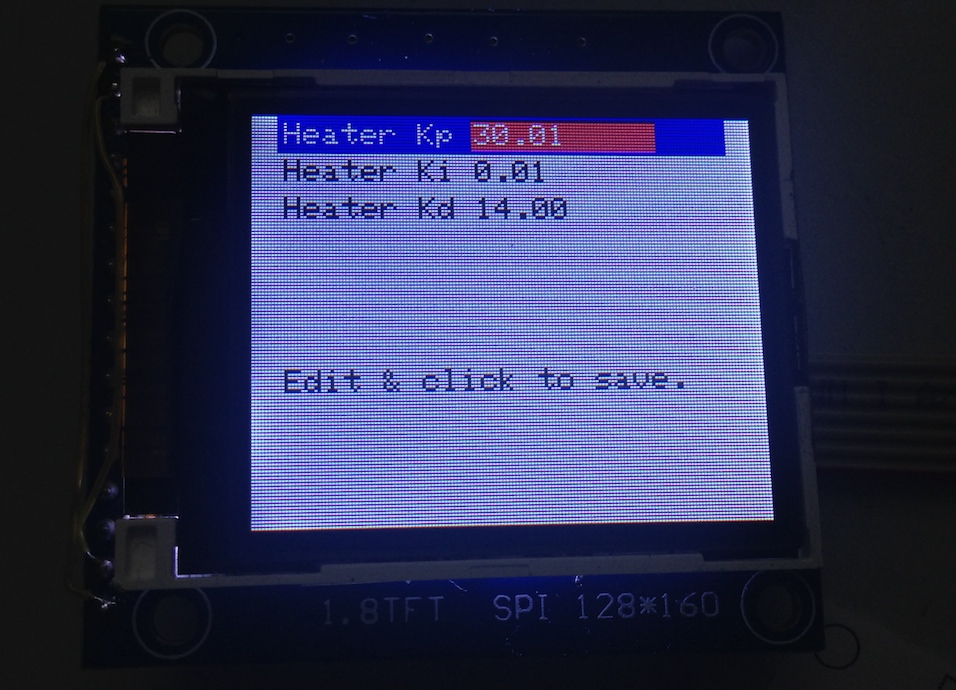 Heater Kp 30.01
Heater Ki 0.01
Heater Kd 14.00
Edit & click to save.
1.8TFT SPI 128*160